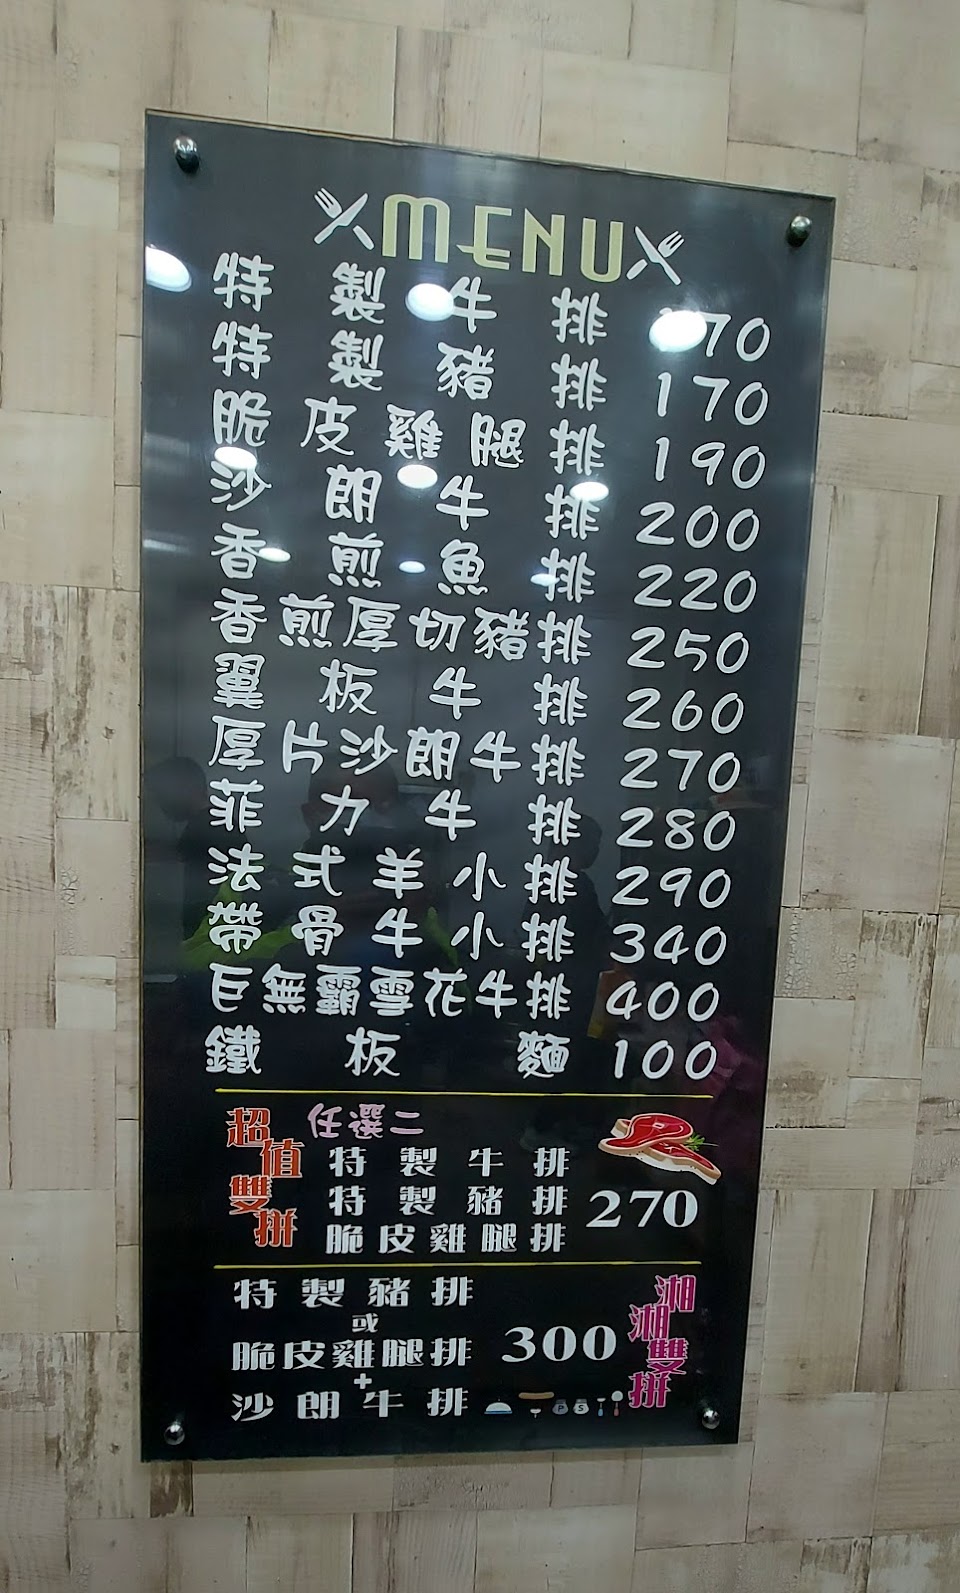 MENU
特製牛排 170
特製豬排 170
脆皮雞腿排 190
沙朗牛排 200
香煎魚排 220
香煎厚切豬排 250
翼板牛排 260
厚片沙朗牛排 270
菲力牛排 280
法式羊小排 290
帶骨牛小排 340
巨無霸雪花牛排 400
鐵板麵 100
超值雙拼
任選二
特製牛排
特製豬排
脆皮雞腿排
270
特製豬排
或
脆皮雞腿排
+
沙朗牛排
300
湘湘雙拼
P S